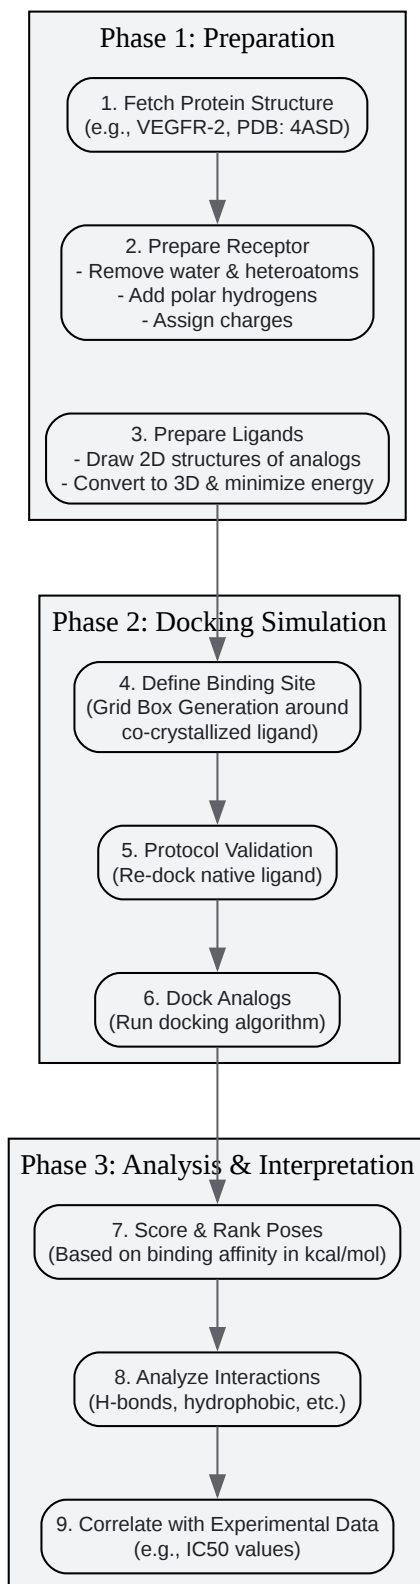 Phase 1: Preparation
1. Fetch Protein Structure
(e.g., VEGFR-2, PDB: 4ASD)
2. Prepare Receptor
- Remove water & heteroatoms
- Add polar hydrogens
- Assign charges
3. Prepare Ligands
- Draw 2D structures of analogs
- Convert to 3D & minimize energy
Phase 2: Docking Simulation
4. Define Binding Site
(Grid Box Generation around
co-crystallized ligand)
5. Protocol Validation
(Re-dock native ligand)
6. Dock Analogs
(Run docking algorithm)
Phase 3: Analysis & Interpretation
7. Score & Rank Poses
(Based on binding affinity in kcal/mol)
8. Analyze Interactions
(H-bonds, hydrophobic, etc.)
9. Correlate with Experimental Data
(e.g., IC50 values)